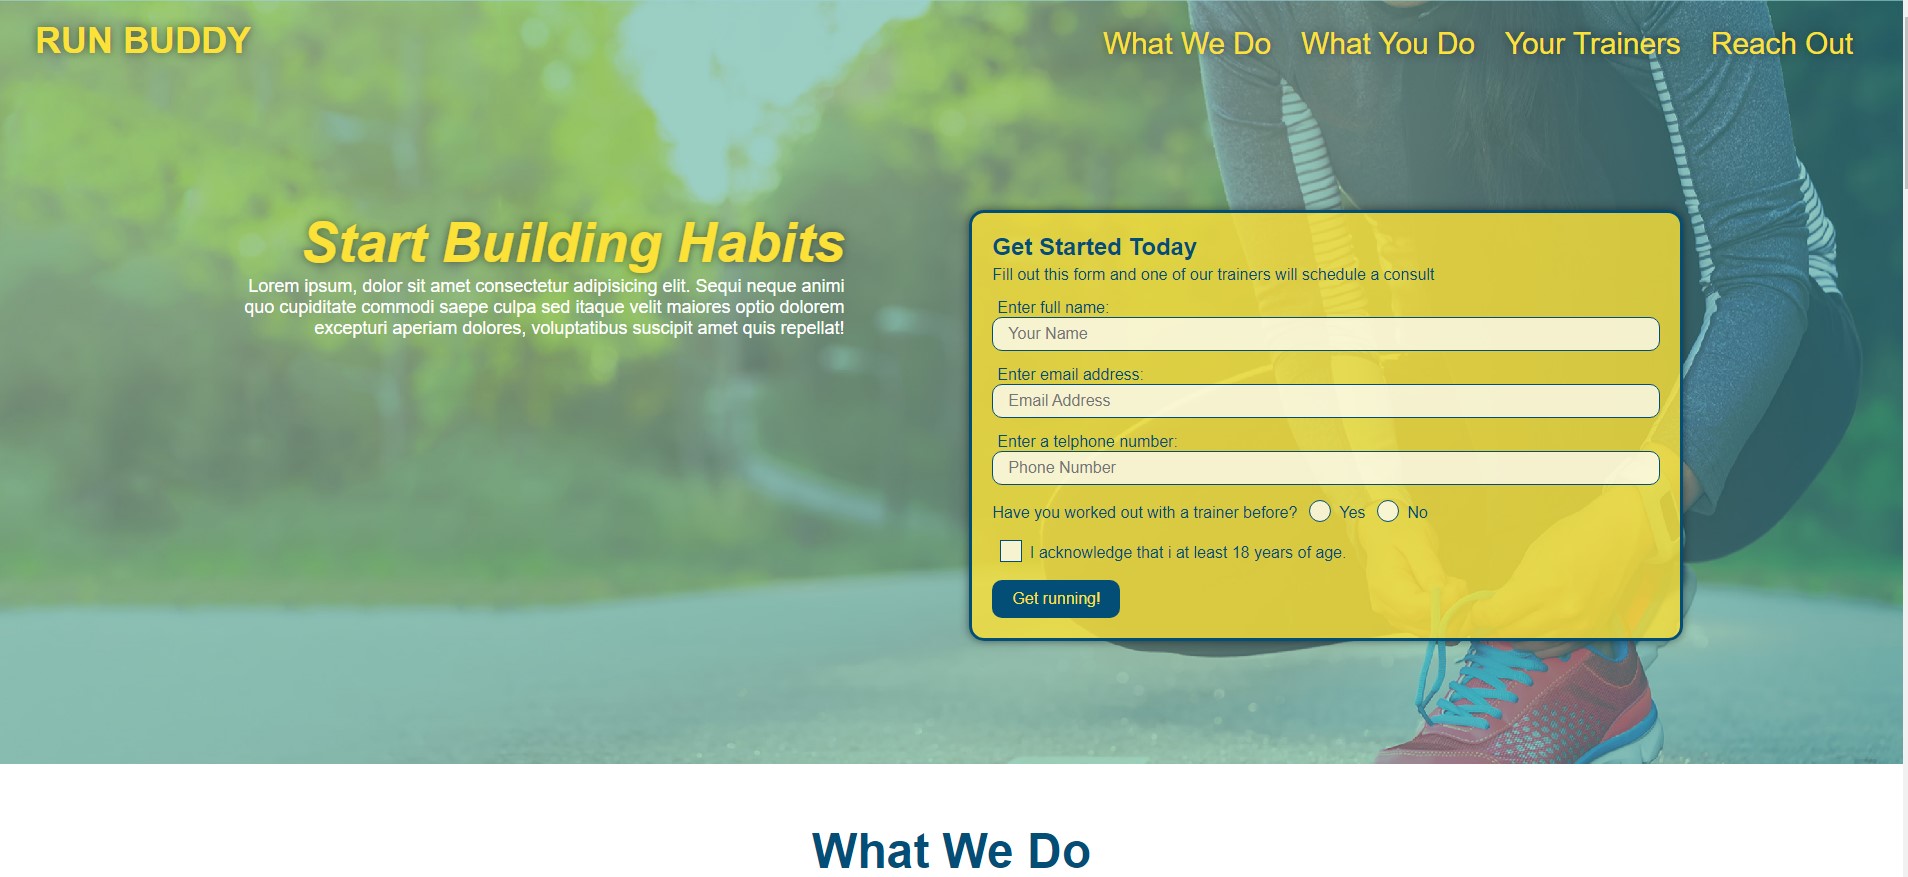 RUN BUDDY
What We Do
What You Do
Your Trainers
Reach Out
Start Building Habits
Lorem ipsum, dolor sit amet consectetur adipisicing elit. Sequi neque animi
quo cupiditate commodi saepe culpa sed itaque velit maiores optio dolorem
excepturi aperiam dolores, voluptatibus suscipit amet quis repellat!
Get Started Today
Fill out this form and one of our trainers will schedule a consult
Enter full name:
Your Name
Enter email address:
Email Address
Enter a telphone number:
Phone Number
Have you worked out with a trainer before? Yes No
I acknowledge that i at least 18 years of age.
Get running!
What We Do